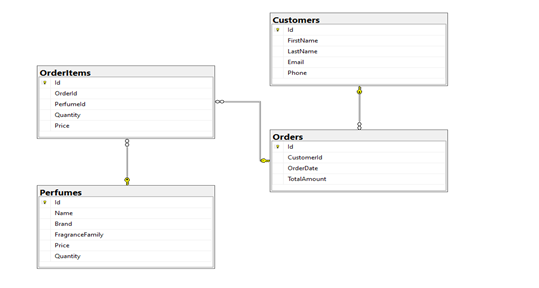 Customers
Id
FirstName
LastName
Email
Phone
OrderItems
Id
OrderId
PerfumeId
Quantity
Price
Orders
Id
CustomerId
OrderDate
TotalAmount
Perfumes
Id
Name
Brand
FragranceFamily
Price
Quantity